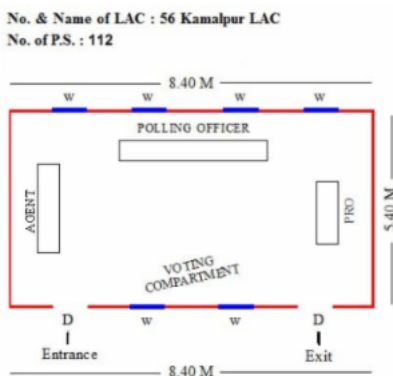 No. & Name of LAC : 56 Kamalpur LAC
No. of P.S. : 112
8.40 M
W W W W
POLLING OFFICER
AGENT
PRO
5.40 M
VOTING
COMPARTMENT
D W W D
Entrance Exit
8.40 M